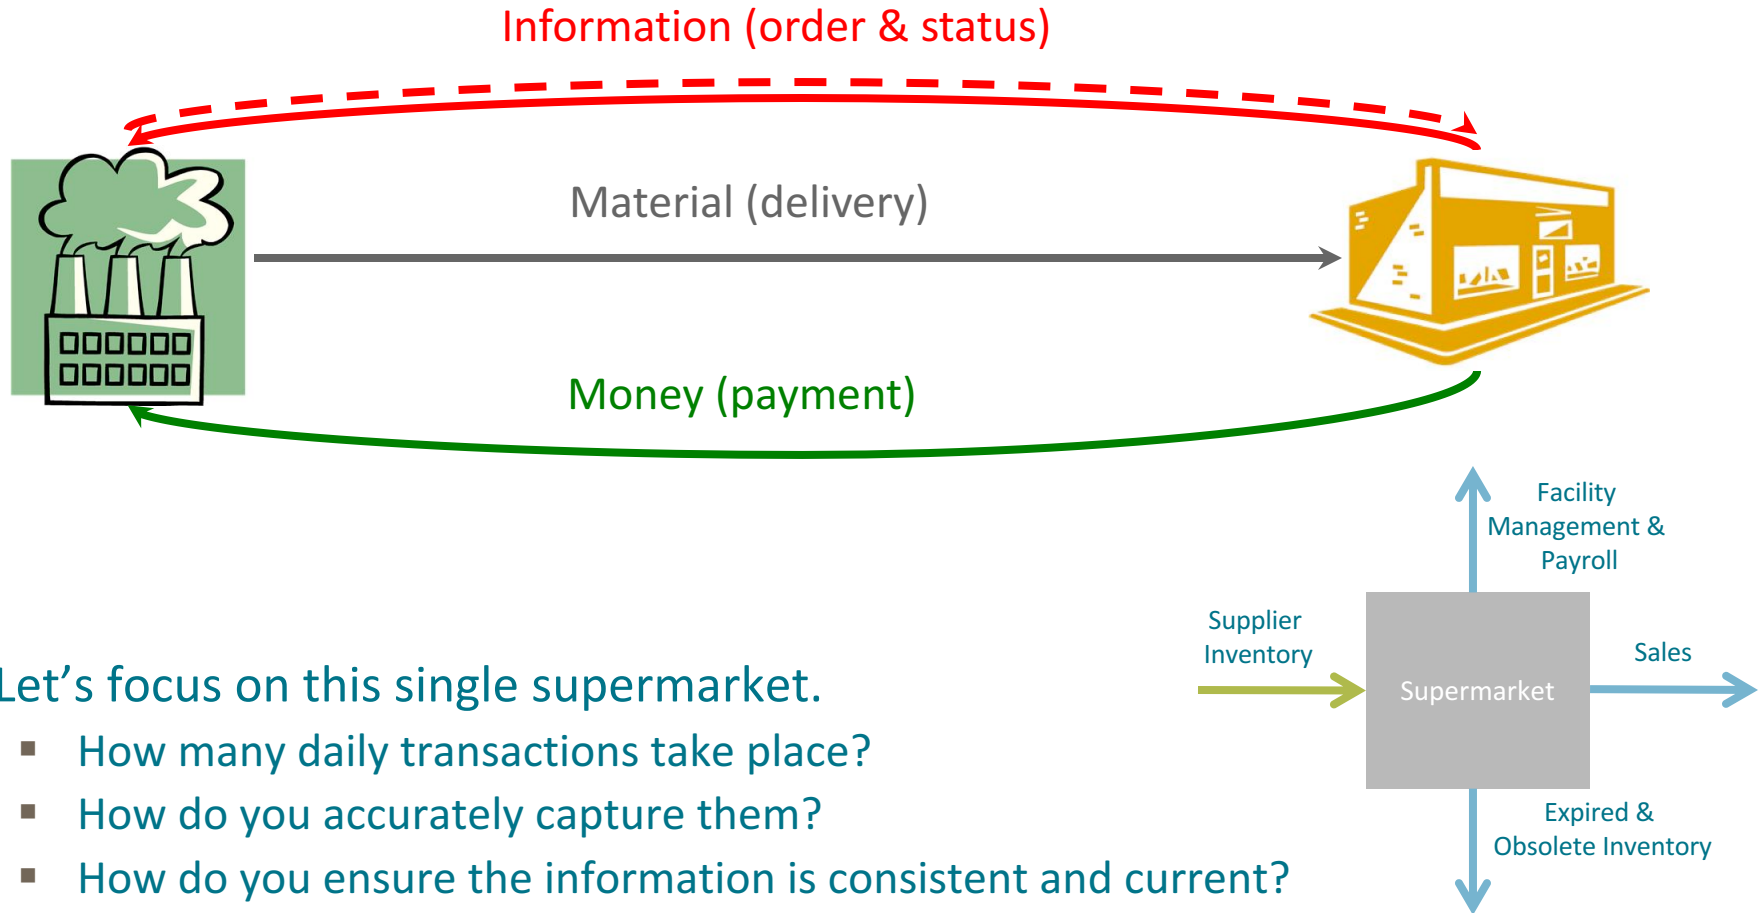 Information (order & status)
Material (delivery)
Money (payment)
Facility
Management &
Payroll
Supplier
Inventory
Sales
Supermarket
Expired &
Obsolete Inventory
Let’s focus on this single supermarket.
▪ How many daily transactions take place?
▪ How do you accurately capture them?
▪ How do you ensure the information is consistent and current?